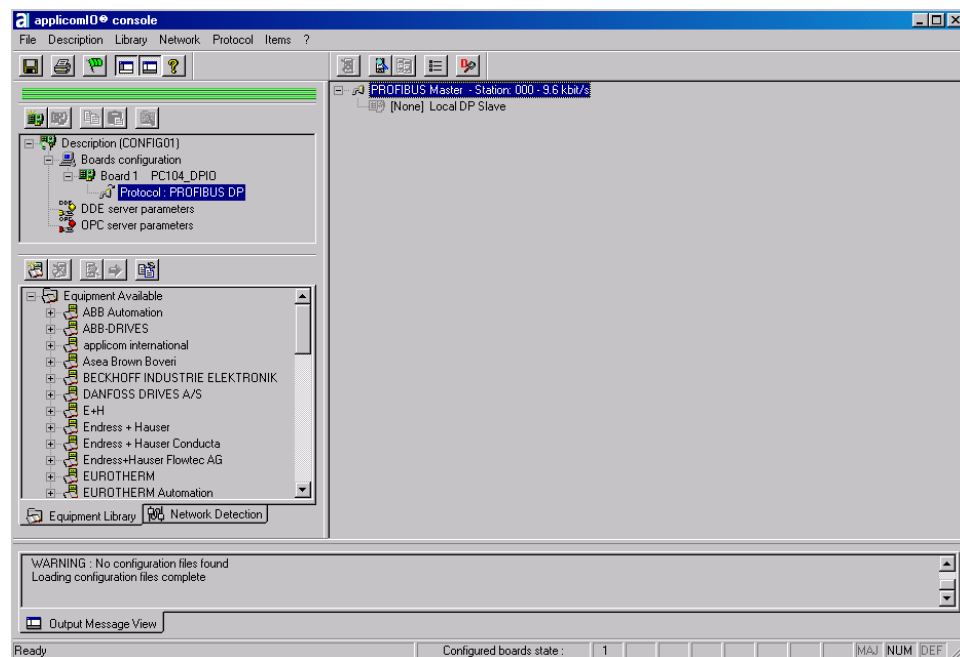 applicomIO® console
File Description Library Network Protocol Items ?
Description (CONFIG01)
Boards configuration
Board 1 PC104_DPIO
Protocol : PROFIBUS DP
DDE server parameters
OPC server parameters
Equipment Available
ABB Automation
ABB-DRIVES
applicom international
Asea Brown Boveri
BECKHOFF INDUSTRIE ELEKTRONIK
DANFOSS DRIVES A/S
E+H
Endress + Hauser
Endress + Hauser Conducta
Endress+Hauser Flowtec AG
EUROTHERM
EUROTHERM Automation
Equipment Library Network Detection
PROFIBUS Master - Station: 000 - 9.6 kbit/s
[None] Local DP Slave
WARNING : No configuration files found
Loading configuration files complete
Output Message View
Ready Configured boards state : 1 MAJ NUM DEF